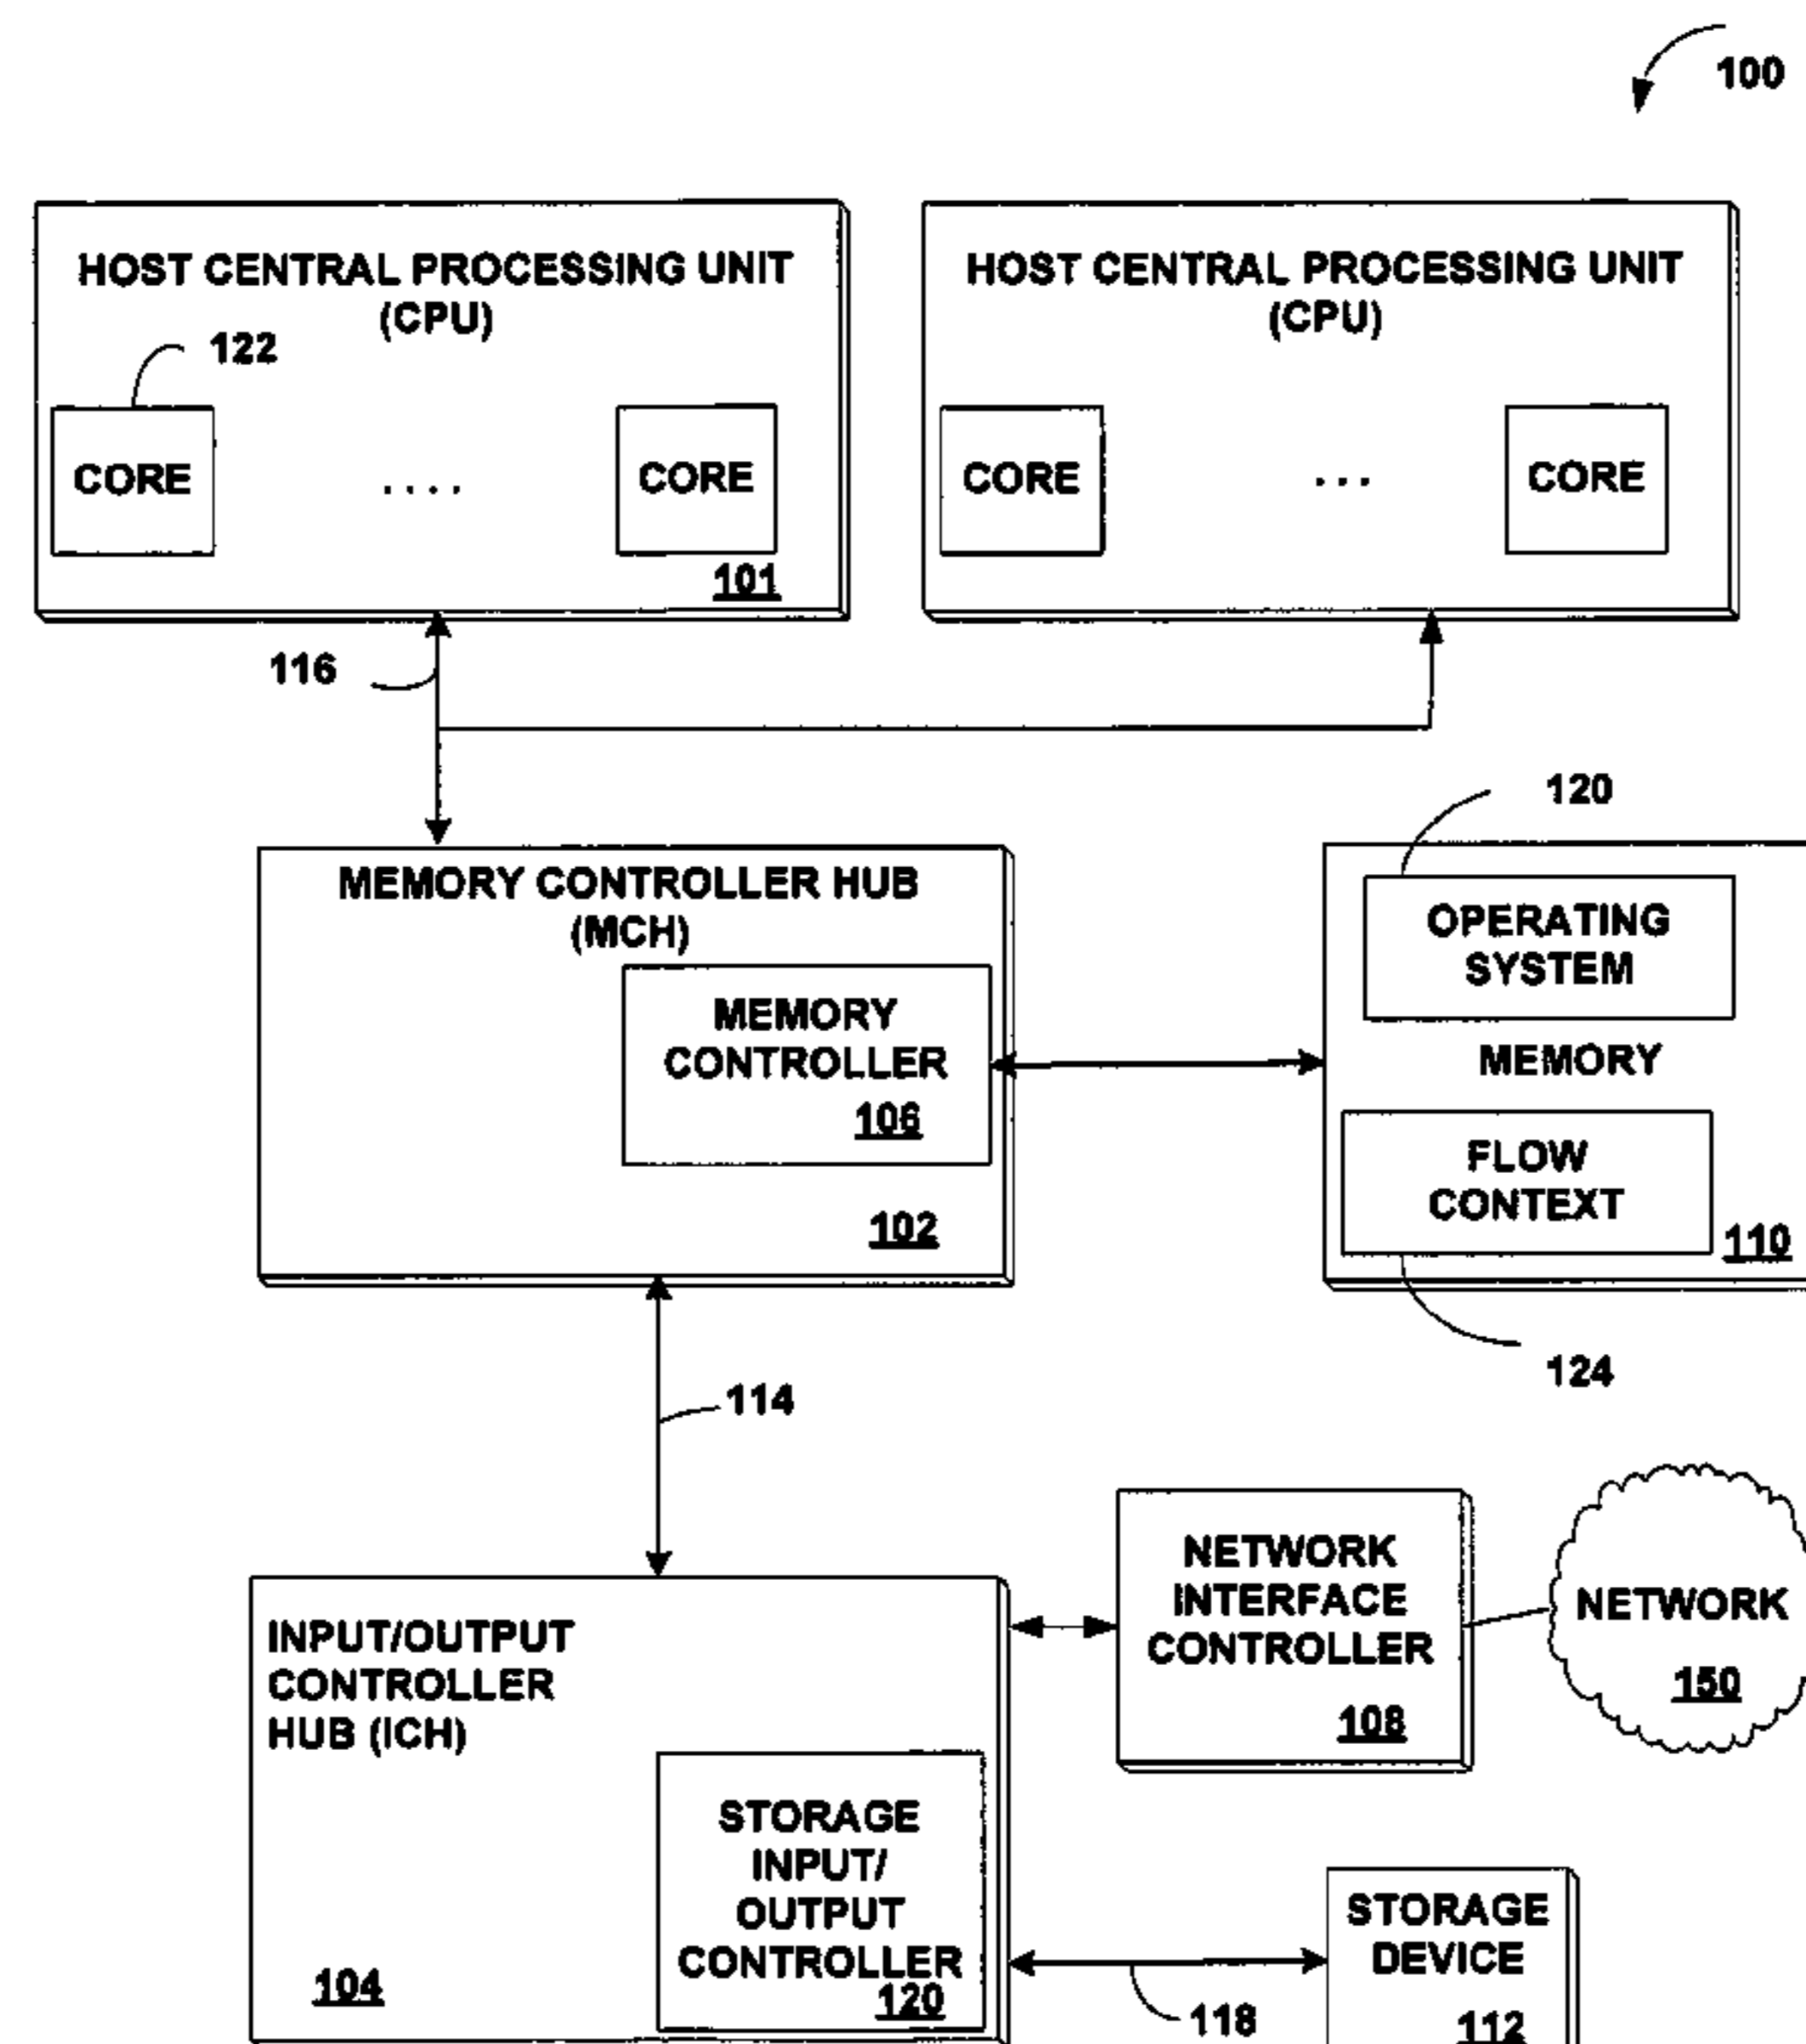 100
HOST CENTRAL PROCESSING UNIT
(CPU)
122
CORE
....
CORE
101
HOST CENTRAL PROCESSING UNIT
(CPU)
CORE
...
CORE
116
120
MEMORY CONTROLLER HUB
(MCH)
MEMORY
CONTROLLER
106
102
OPERATING
SYSTEM
MEMORY
FLOW
CONTEXT
110
124
114
NETWORK
INTERFACE
CONTROLLER
108
NETWORK
150
INPUT/OUTPUT
CONTROLLER
HUB (ICH)
STORAGE
INPUT/
OUTPUT
CONTROLLER
120
104
118
STORAGE
DEVICE
112